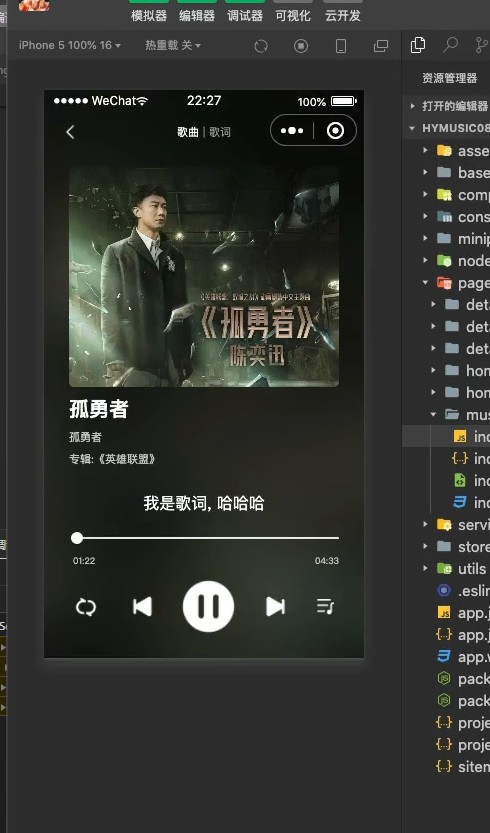 模拟器 编辑器 调试器 可视化 云开发
iPhone 5 100% 16 热重载 关
资源管理器
打开的编辑器
HYMUSIC08
WeChat 22:27 100%
歌曲 | 歌词
《孤勇者》
陈奕迅
孤勇者
孤勇者
专辑:《英雄联盟》
我是歌词, 哈哈哈
01:22 04:33
asse
base
comp
cons
minip
node
page
deta
deta
deta
hom
hom
mus
JS ind
{..} ind
ind
ind
servi
store
utils
.eslin
JS app.j
{..} app.j
app.w
pack
pack
{..} proje
{..} proje
{..} sitem